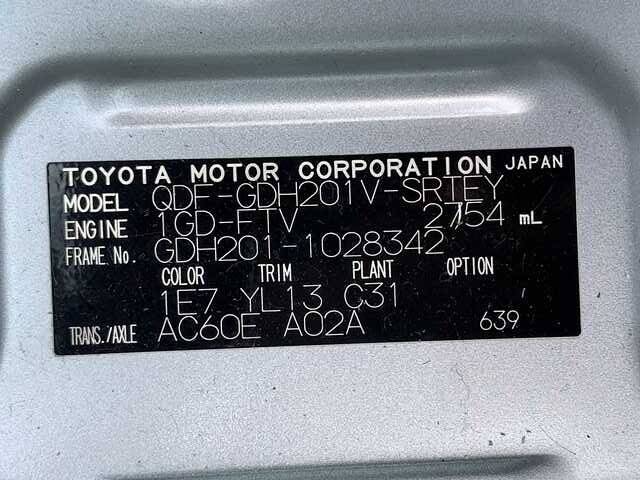 TOYOTA MOTOR CORPORATION JAPAN
MODEL QDF-GDH201V-SRTEY
ENGINE 1GD-FTV 2754 mL
FRAME No. GDH201-1028342
COLOR TRIM PLANT OPTION
1E7 YL13 C31
TRANS./AXLE AC60E A02A 639